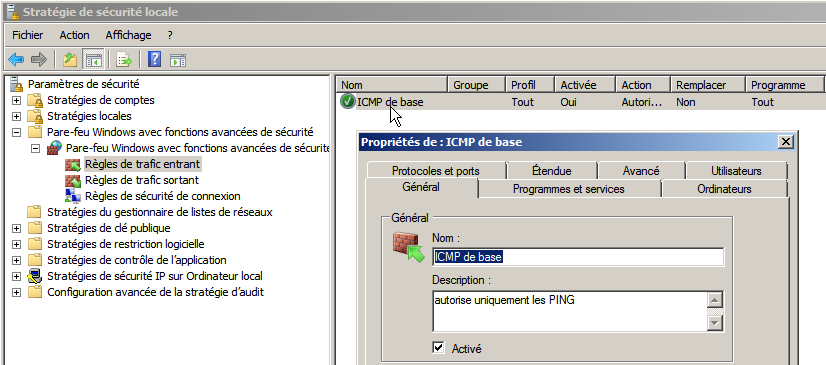 Stratégie de sécurité locale
Fichier Action Affichage ?
Paramètres de sécurité
Stratégies de comptes
Stratégies locales
Pare-feu Windows avec fonctions avancées de sécurité
Pare-feu Windows avec fonctions avancées de sécurite
Règles de trafic entrant
Règles de trafic sortant
Règles de sécurité de connexion
Stratégies du gestionnaire de listes de réseaux
Stratégies de clé publique
Stratégies de restriction logicielle
Stratégies de contrôle de l'application
Stratégies de sécurité IP sur Ordinateur local
Configuration avancée de la stratégie d'audit
Nom Groupe Profil Activée Action Remplacer Programme
ICMP de base Tout Oui Autori... Non Tout
Propriétés de : ICMP de base
Protocoles et ports Étendue Avancé Utilisateurs
Général Programmes et services Ordinateurs
Général
Nom :
ICMP de base
Description :
autorise uniquement les PING
Activé